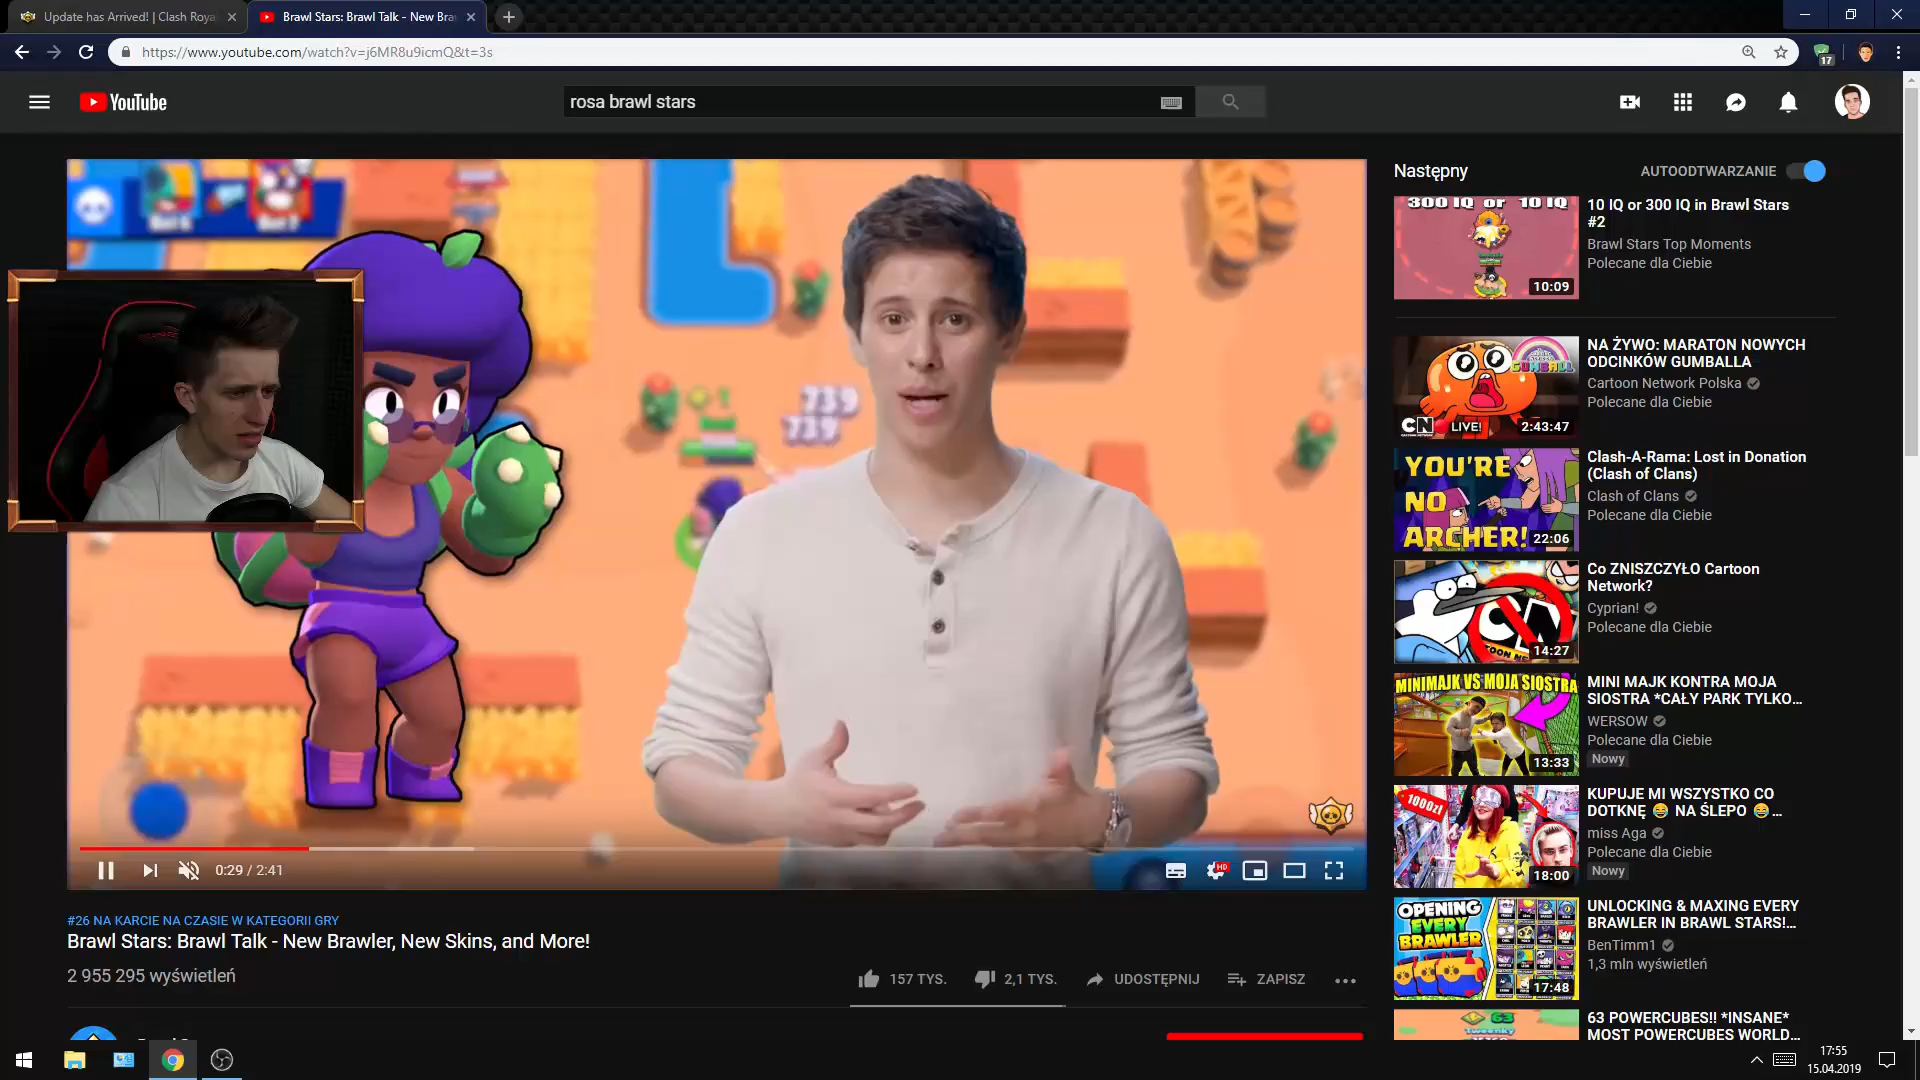 Update has Arrived! | Clash Roya
Brawl Stars: Brawl Talk - New Bra
https://www.youtube.com/watch?v=j6MR8u9icmQ&t=3s
17
YouTube
rosa brawl stars
739
739
HD
0:29 / 2:41
#26 NA KARCIE NA CZASIE W KATEGORII GRY
Brawl Stars: Brawl Talk - New Brawler, New Skins, and More!
2 955 295 wyświetleń
157 TYS.
2,1 TYS.
UDOSTĘPNIJ
ZAPISZ
Następny
AUTOODTWARZANIE
300 IQ or 10 IQ
10:09
10 IQ or 300 IQ in Brawl Stars
#2
Brawl Stars Top Moments
Polecane dla Ciebie
GUMBALL
CN
LIVE!
2:43:47
NA ŻYWO: MARATON NOWYCH
ODCINKÓW GUMBALLA
Cartoon Network Polska
Polecane dla Ciebie
YOU'RE
NO
ARCHER!
22:06
Clash-A-Rama: Lost in Donation
(Clash of Clans)
Clash of Clans
Polecane dla Ciebie
14:27
Co ZNISZCZYŁO Cartoon
Network?
Cyprian!
Polecane dla Ciebie
MINIMAJK VS MOJA SIOSTRA
13:33
MINI MAJK KONTRA MOJA
SIOSTRA *CAŁY PARK TYLKO...
WERSOW
Polecane dla Ciebie
Nowy
1000zł
18:00
KUPUJE MI WSZYSTKO CO
DOTKNĘ 😂 NA ŚLEPO 😂...
miss Aga
Polecane dla Ciebie
Nowy
OPENING
EVERY
BRAWLER
17:48
UNLOCKING & MAXING EVERY
BRAWLER IN BRAWL STARS!...
BenTimm1
1,3 mln wyświetleń
63
63 POWERCUBES!! *INSANE*
MOST POWERCUBES WORLD...
17:55
15.04.2019